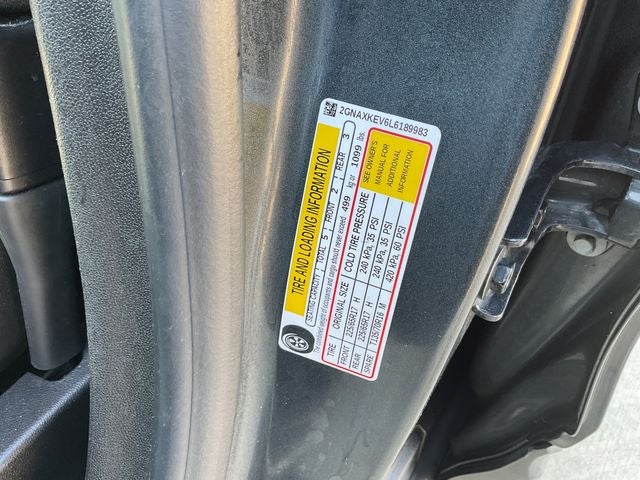 2GNAXKEV6L6189983
TIRE AND LOADING INFORMATION
SEATING CAPACITY | TOTAL 5 | FRONT 2 | REAR 3
The combined weight of occupants and cargo should never exceed 499 kg or 1099 lbs.
TIRE ORIGINAL SIZE COLD TIRE PRESSURE
FRONT 225/65R17 H 240 kPa, 35 PSI
REAR 225/65R17 H 240 kPa, 35 PSI
SPARE T135/70R16 M 420 kPa, 60 PSI
SEE OWNER'S
MANUAL FOR
ADDITIONAL
INFORMATION